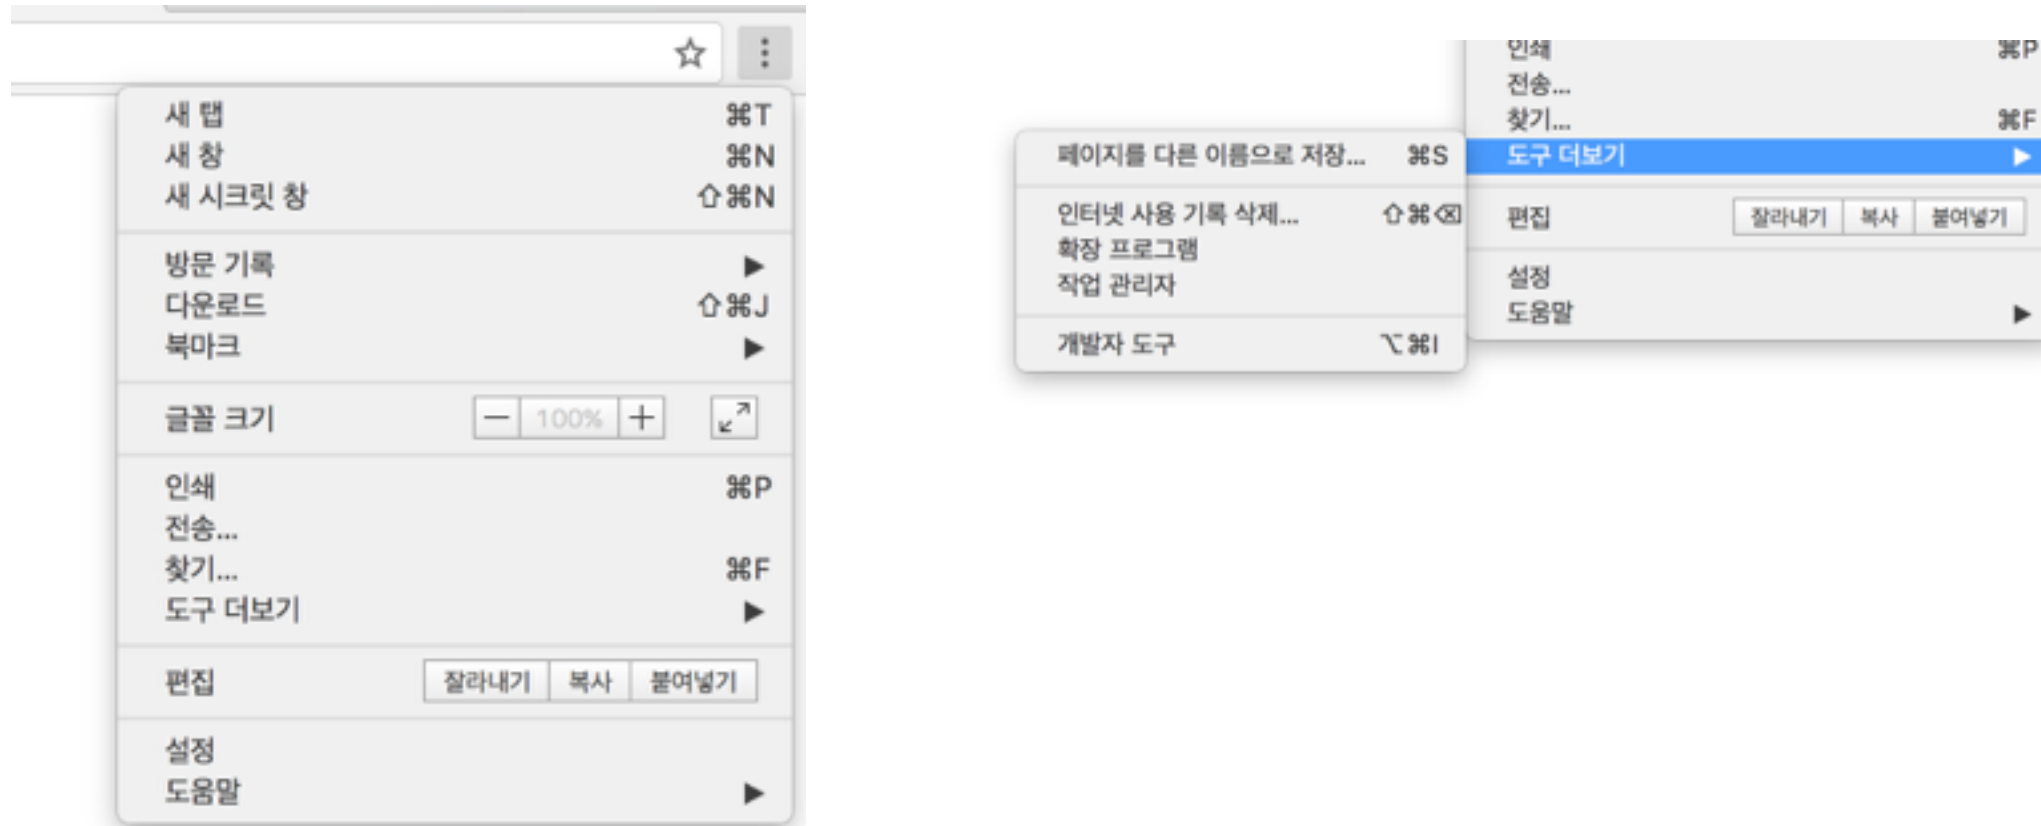 새 탭 ⌘T
새 창 ⌘N
새 시크릿 창 ⇧⌘N
방문 기록 ▶
다운로드 ⇧⌘J
북마크 ▶
글꼴 크기 − 100% +
인쇄 ⌘P
전송...
찾기... ⌘F
도구 더보기 ▶
편집 잘라내기 복사 붙여넣기
설정
도움말 ▶
인쇄 ⌘P
전송...
찾기... ⌘F
도구 더보기 ▶
편집 잘라내기 복사 붙여넣기
설정
도움말 ▶
페이지를 다른 이름으로 저장... ⌘S
인터넷 사용 기록 삭제... ⇧⌘⌫
확장 프로그램
작업 관리자
개발자 도구 ⌥⌘I